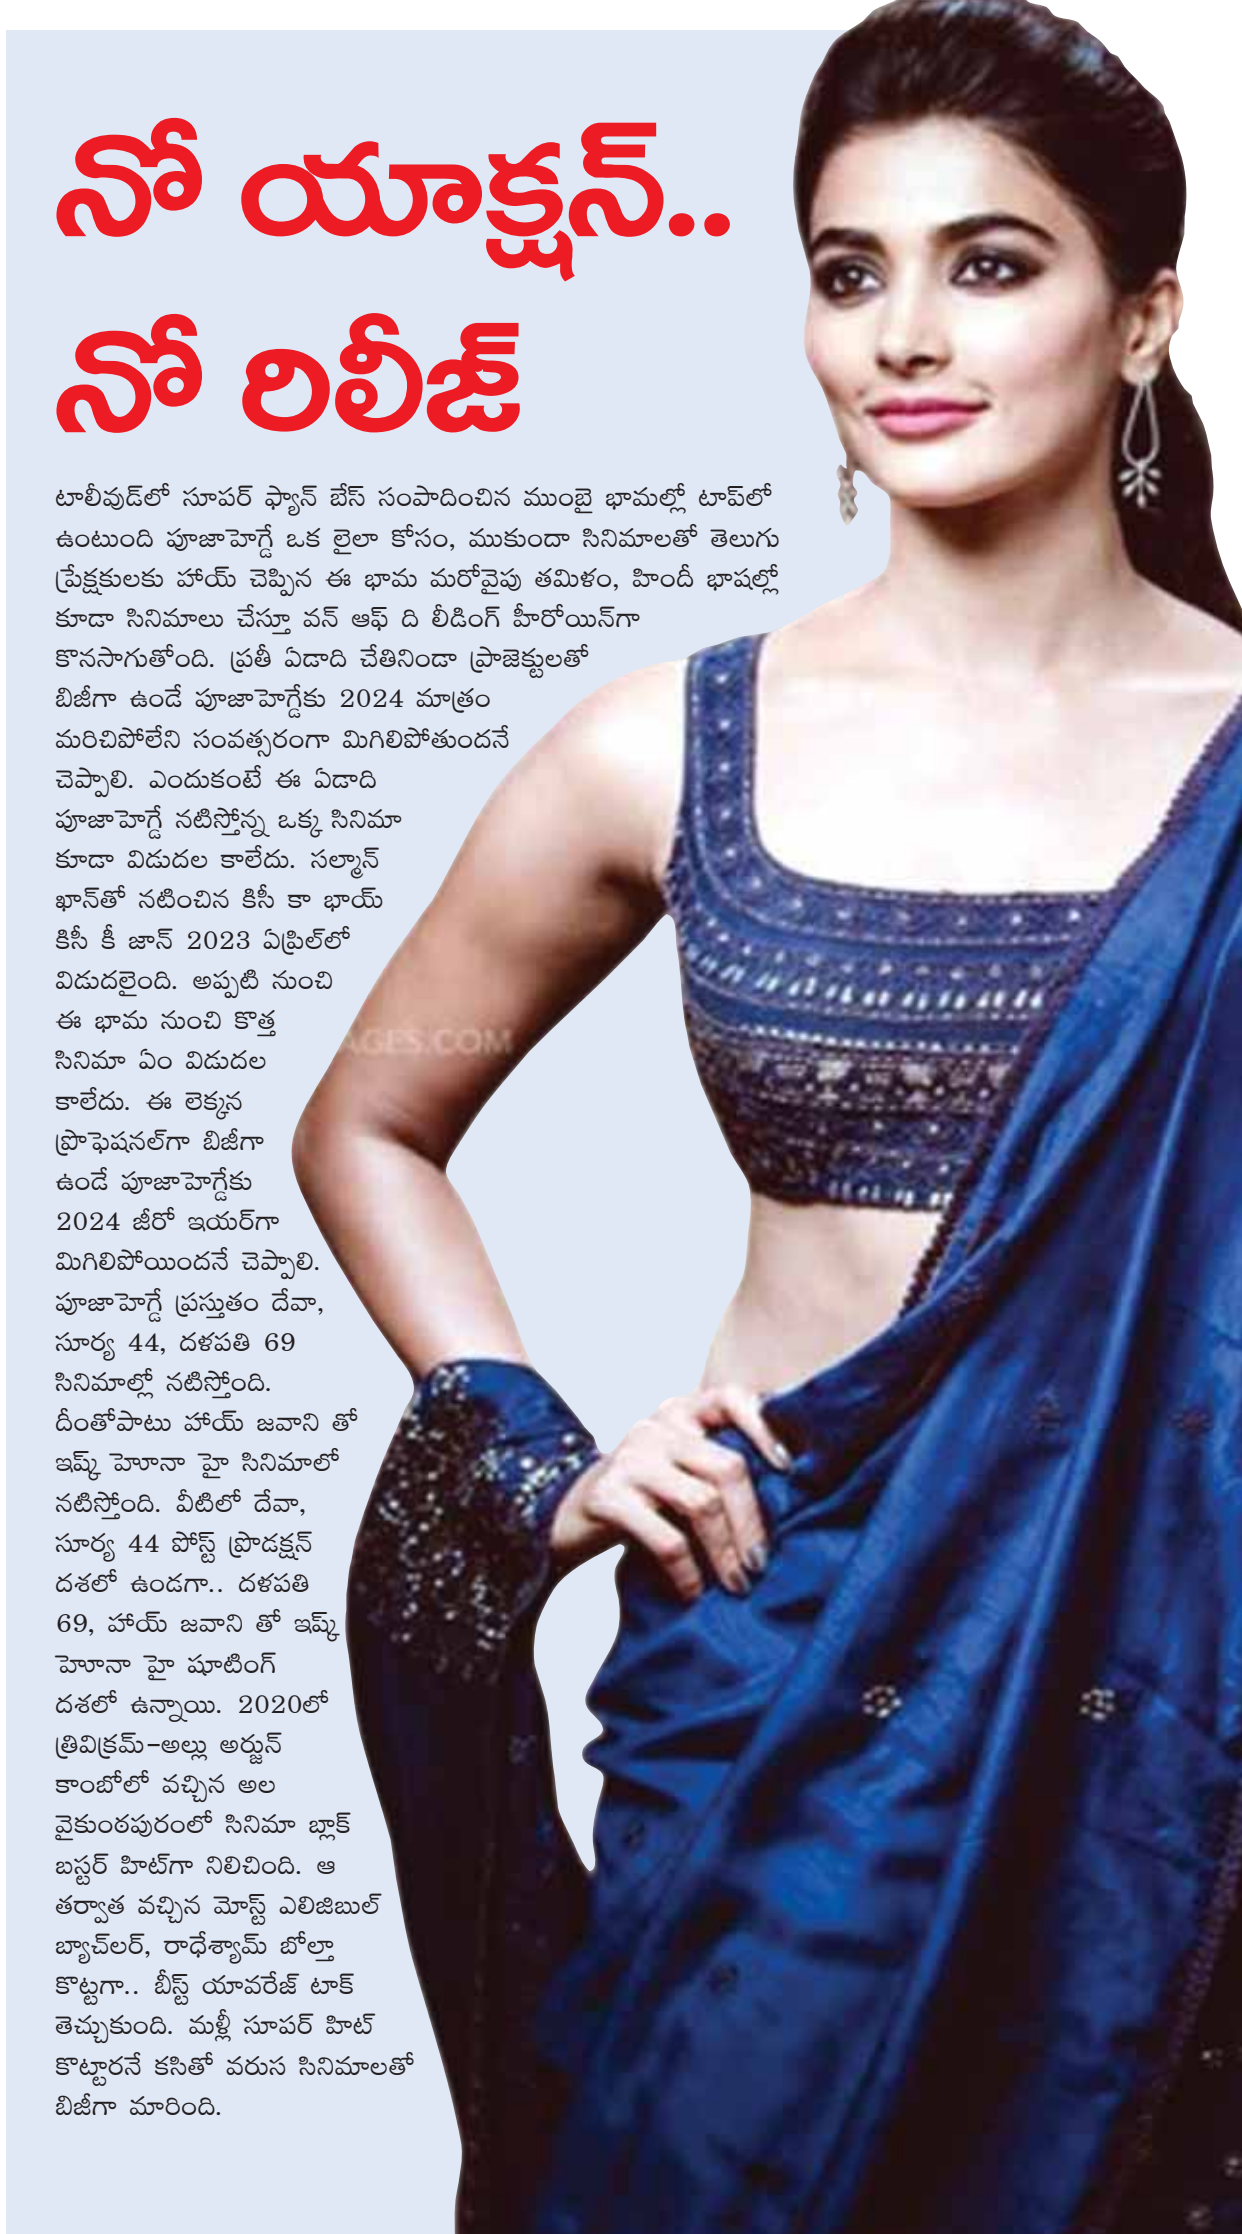 నో యాక్షన్..
నో రిలీజ్
టాలీవుడ్‌లో సూపర్ ఫ్యాన్ బేస్ సంపాదించిన ముంబై భామల్లో టాప్‌లో
ఉంటుంది పూజాహెగ్డే ఒక లైలా కోసం, ముకుందా సినిమాలతో తెలుగు
ప్రేక్షకులకు హాయ్ చెప్పిన ఈ భామ మరోవైపు తమిళం, హిందీ భాషల్లో
కూడా సినిమాలు చేస్తూ వన్ ఆఫ్ ది లీడింగ్ హీరోయిన్‌గా
కొనసాగుతోంది. ప్రతీ ఏడాది చేతినిండా ప్రాజెక్టులతో
బిజీగా ఉండే పూజాహెగ్డేకు 2024 మాత్రం
మరిచిపోలేని సంవత్సరంగా మిగిలిపోతుందనే
చెప్పాలి. ఎందుకంటే ఈ ఏడాది
పూజాహెగ్డే నటిస్తోన్న ఒక్క సినిమా
కూడా విడుదల కాలేదు. సల్మాన్
ఖాన్‌తో నటించిన కిసీ కా భాయ్
కిసీ కీ జాన్ 2023 ఏప్రిల్‌లో
విడుదలైంది. అప్పటి నుంచి
ఈ భామ నుంచి కొత్త
సినిమా ఏం విడుదల
కాలేదు. ఈ లెక్కన
ప్రొఫెషనల్‌గా బిజీగా
ఉండే పూజాహెగ్డేకు
2024 జీరో ఇయర్‌గా
మిగిలిపోయిందనే చెప్పాలి.
పూజాహెగ్డే ప్రస్తుతం దేవా,
సూర్య 44, దళపతి 69
సినిమాల్లో నటిస్తోంది.
దీంతోపాటు హాయ్ జవాని తో
ఇష్క్ హోనా హై సినిమాలో
నటిస్తోంది. వీటిలో దేవా,
సూర్య 44 పోస్ట్ ప్రొడక్షన్
దశలో ఉండగా.. దళపతి
69, హాయ్ జవాని తో ఇష్క్
హోనా హై షూటింగ్
దశలో ఉన్నాయి. 2020లో
త్రివిక్రమ్-అల్లు అర్జున్
కాంబోలో వచ్చిన అల
వైకుంఠపురంలో సినిమా బ్లాక్
బస్టర్ హిట్‌గా నిలిచింది. ఆ
తర్వాత వచ్చిన మోస్ట్ ఎలిజిబుల్
బ్యాచ్‌లర్, రాధేశ్యామ్ బోల్తా
కొట్టగా.. బీస్ట్ యావరేజ్ టాక్
తెచ్చుకుంది. మళ్లీ సూపర్ హిట్
కొట్టారనే కసితో వరుస సినిమాలతో
బిజీగా మారింది.